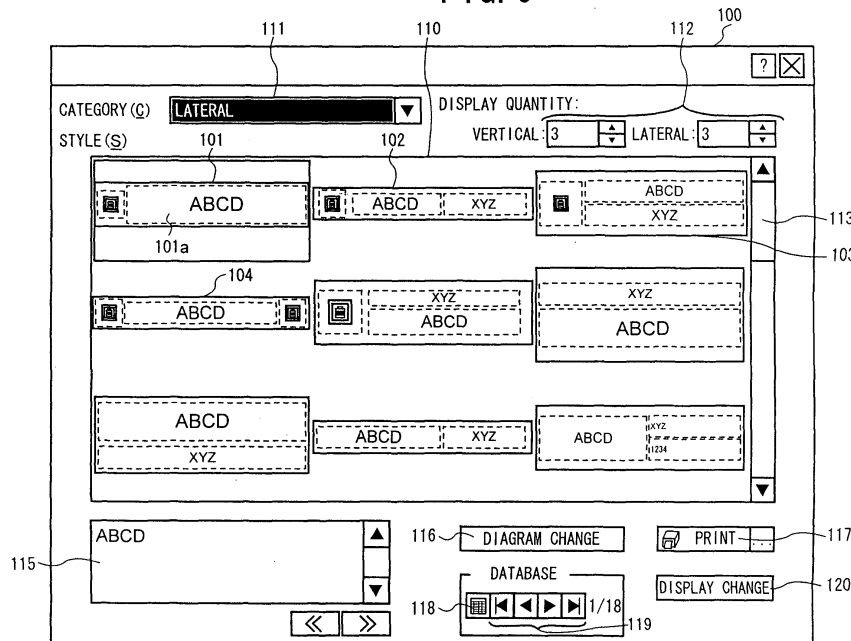 111
110
112
100
?
CATEGORY(C) LATERAL
DISPLAY QUANTITY:
STYLE(S)
101
102
VERTICAL: 3 LATERAL: 3
ABCD
101a
ABCD XYZ
ABCD
XYZ
113
103
104
ABCD
XYZ
ABCD
XYZ
ABCD
ABCD
XYZ
ABCD XYZ
ABCD
XYZ
1234
115
ABCD
116 DIAGRAM CHANGE
PRINT ... 117
DATABASE
118
1/18
119
DISPLAY CHANGE 120